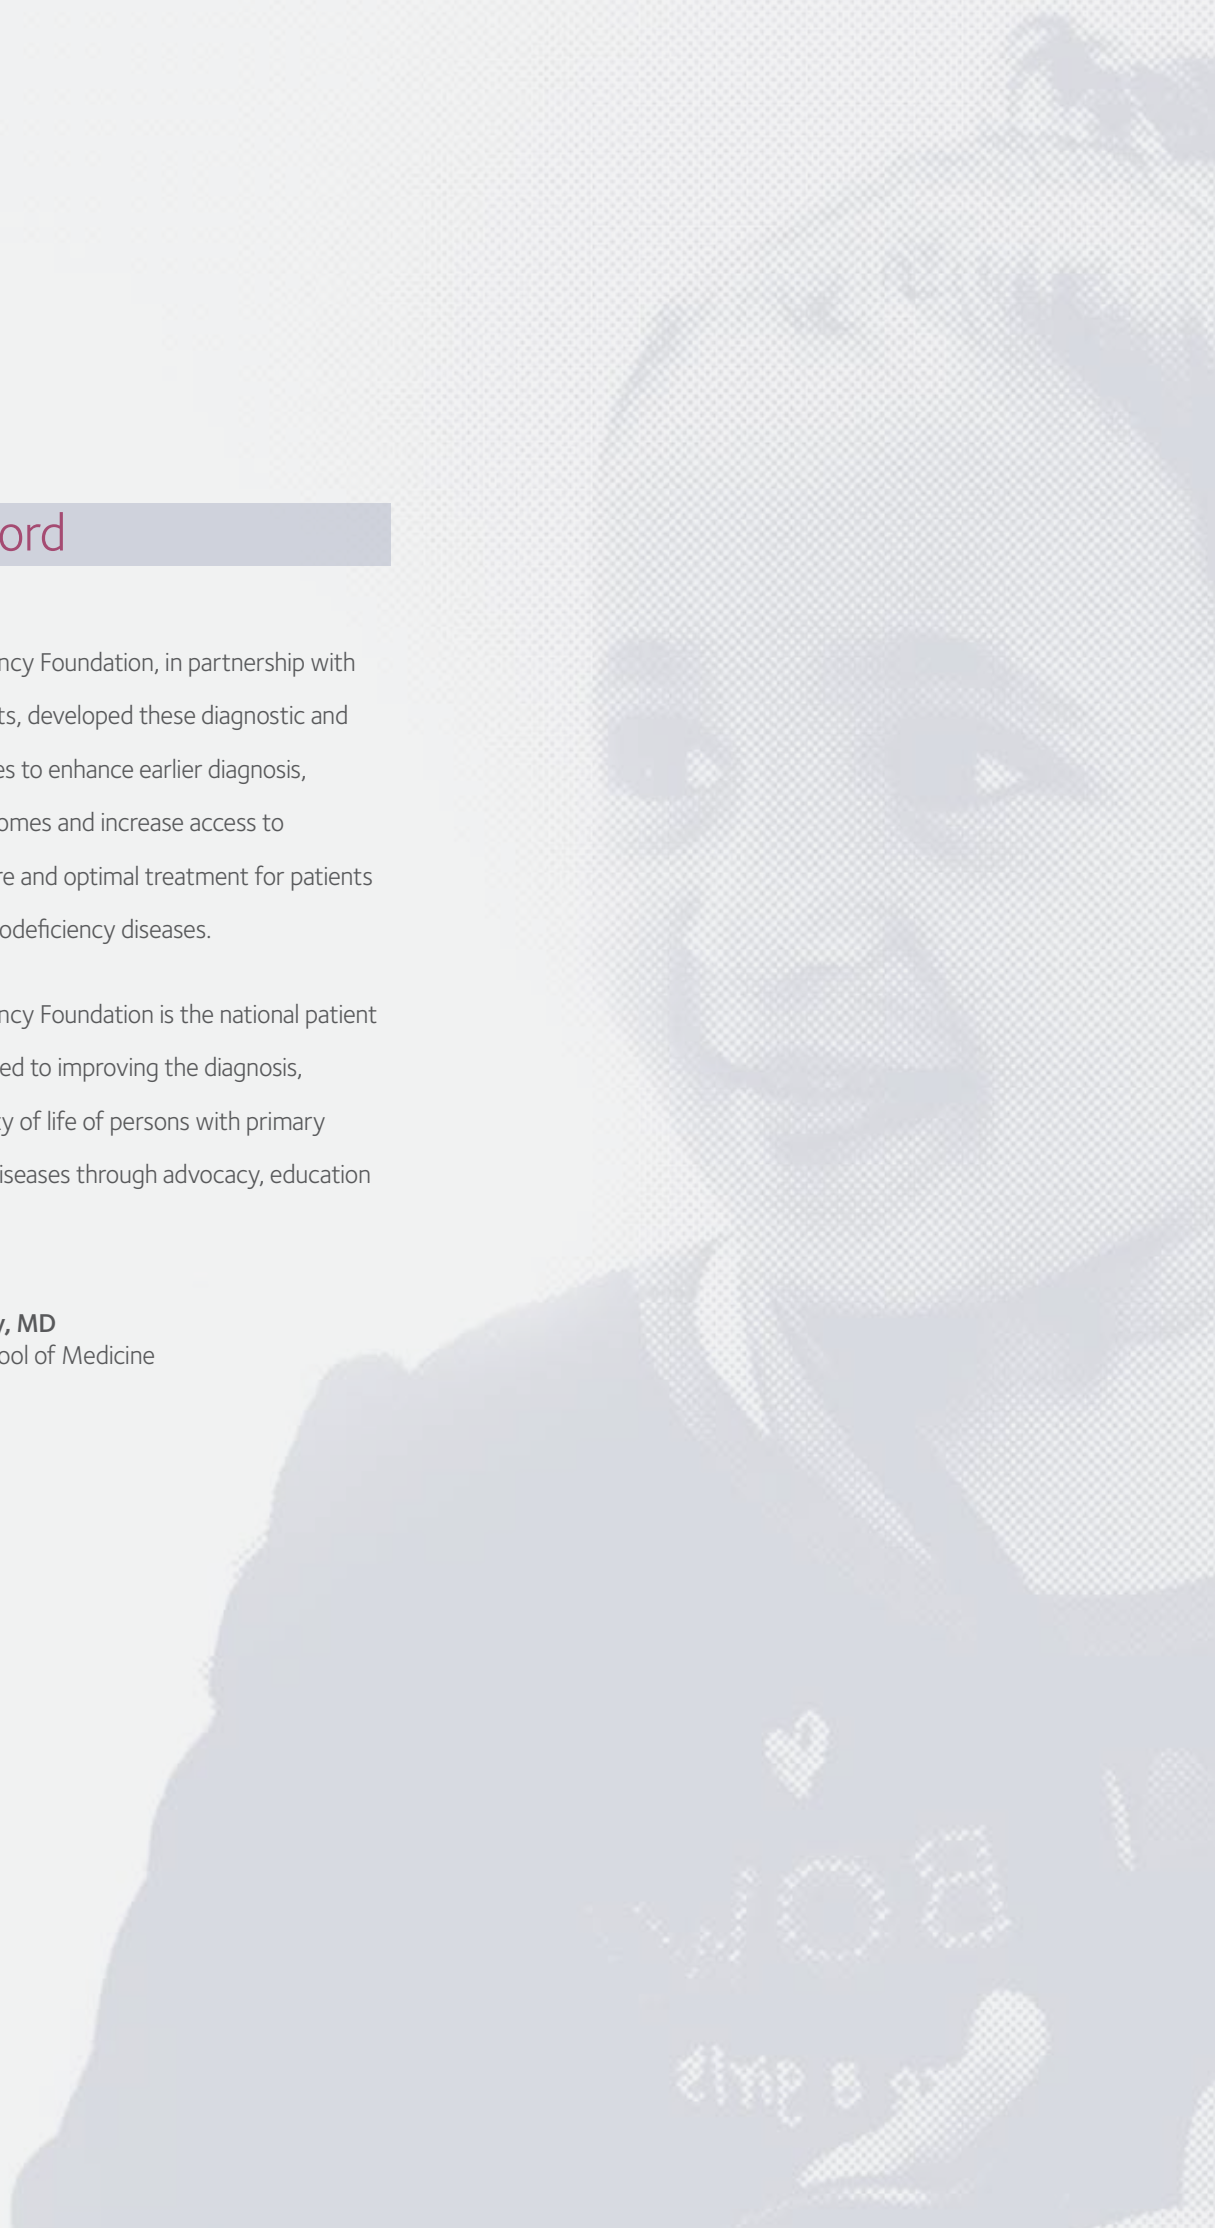 ord
ncy Foundation, in partnership with
ts, developed these diagnostic and
es to enhance earlier diagnosis,
omes and increase access to
re and optimal treatment for patients
odeficiency diseases.
ncy Foundation is the national patient
ed to improving the diagnosis,
ty of life of persons with primary
iseases through advocacy, education
y, MD
ool of Medicine